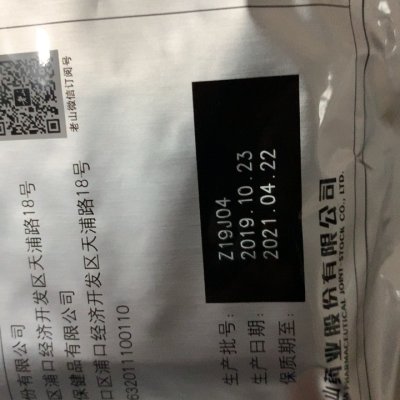 老山微信订阅号
份有限公司
区浦口经济开发区天浦路18号
保健品有限公司
口区浦口经济开发区天浦路18号
632011100110
生产批号: Z19J04
生产日期: 2019.10.23
保质期至: 2021.04.22
药业股份有限公司
PHARMACEUTICAL JOINT-STOCK CO., LTD.